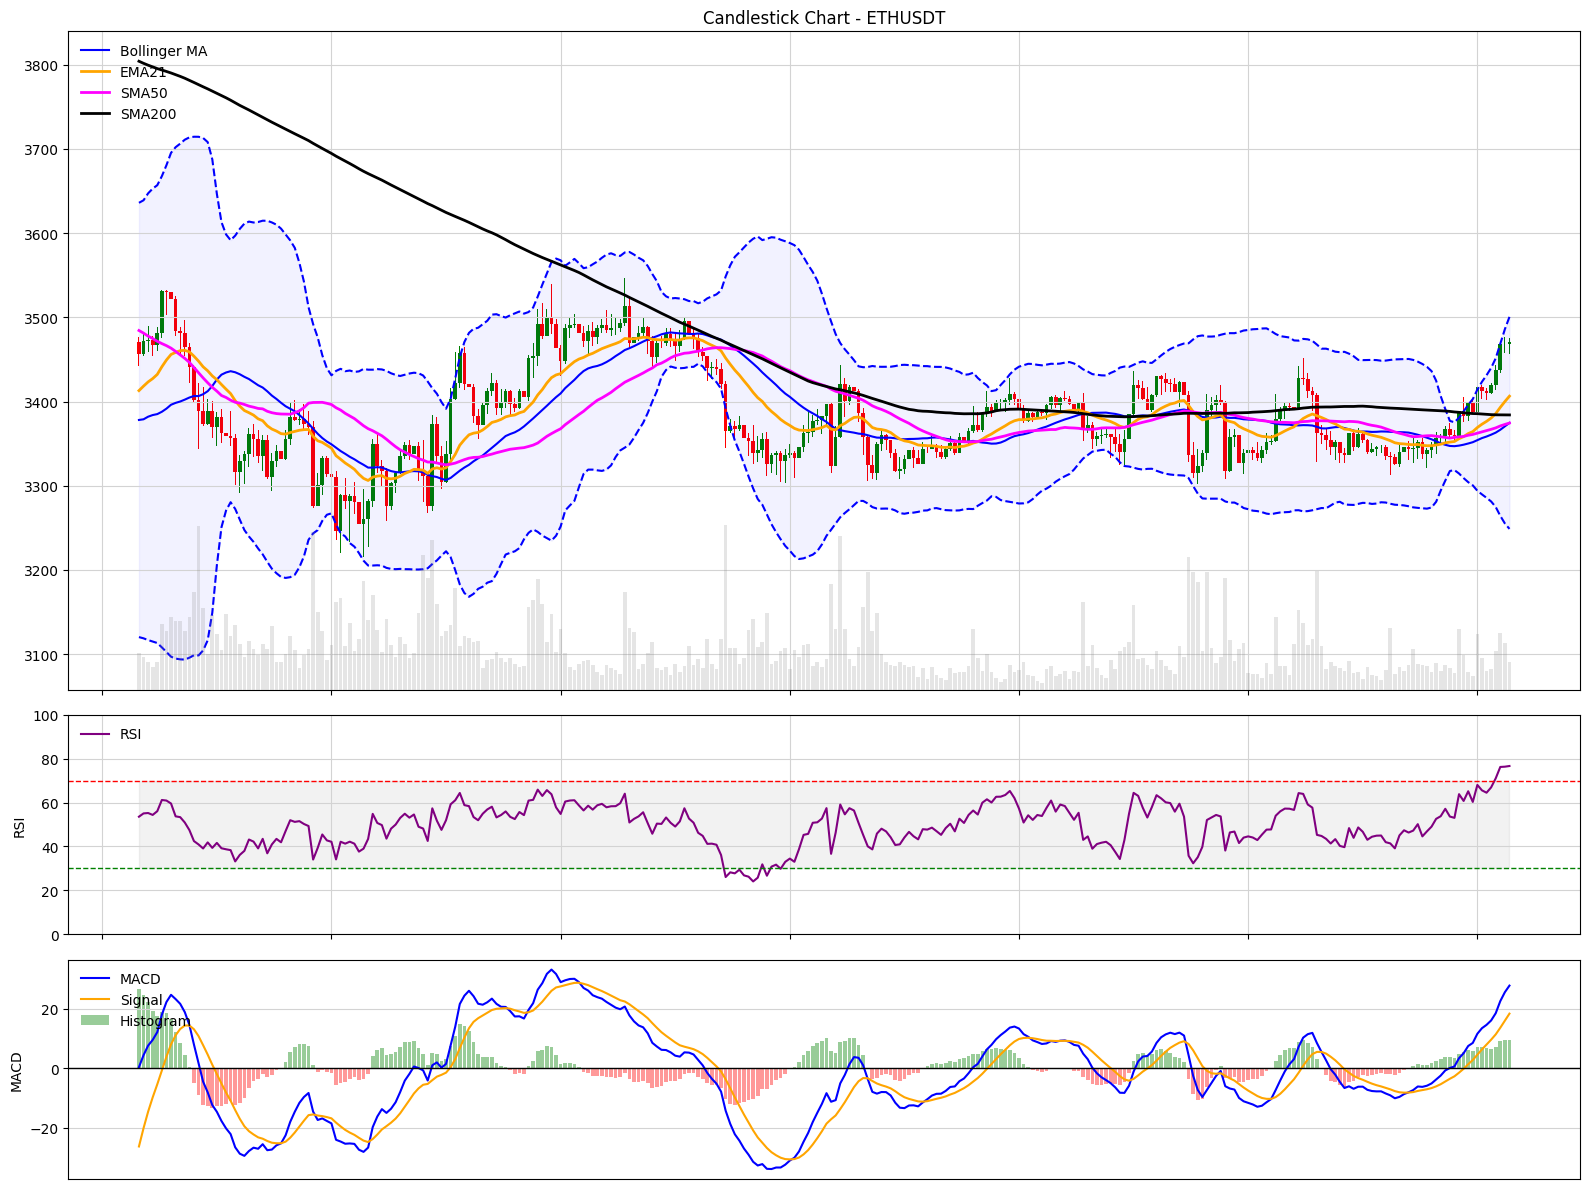 Candlestick Chart - ETHUSDT
Bollinger MA
EMA21
SMA50
SMA200
3800
3700
3600
3500
3400
3300
3200
3100
RSI
100
80
60
40
20
0
RSI
MACD
Signal
Histogram
20
0
−20
MACD